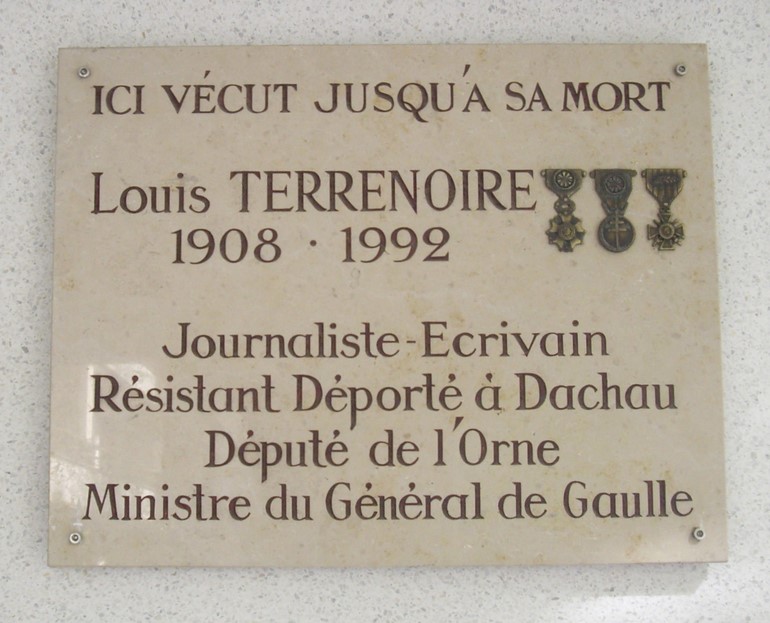 ICI VÉCUT JUSQU'À SA MORT
Louis TERRENOIRE
1908 · 1992
Journaliste-Ecrivain
Résistant Déporté à Dachau
Député de l'Orne
Ministre du Général de Gaulle